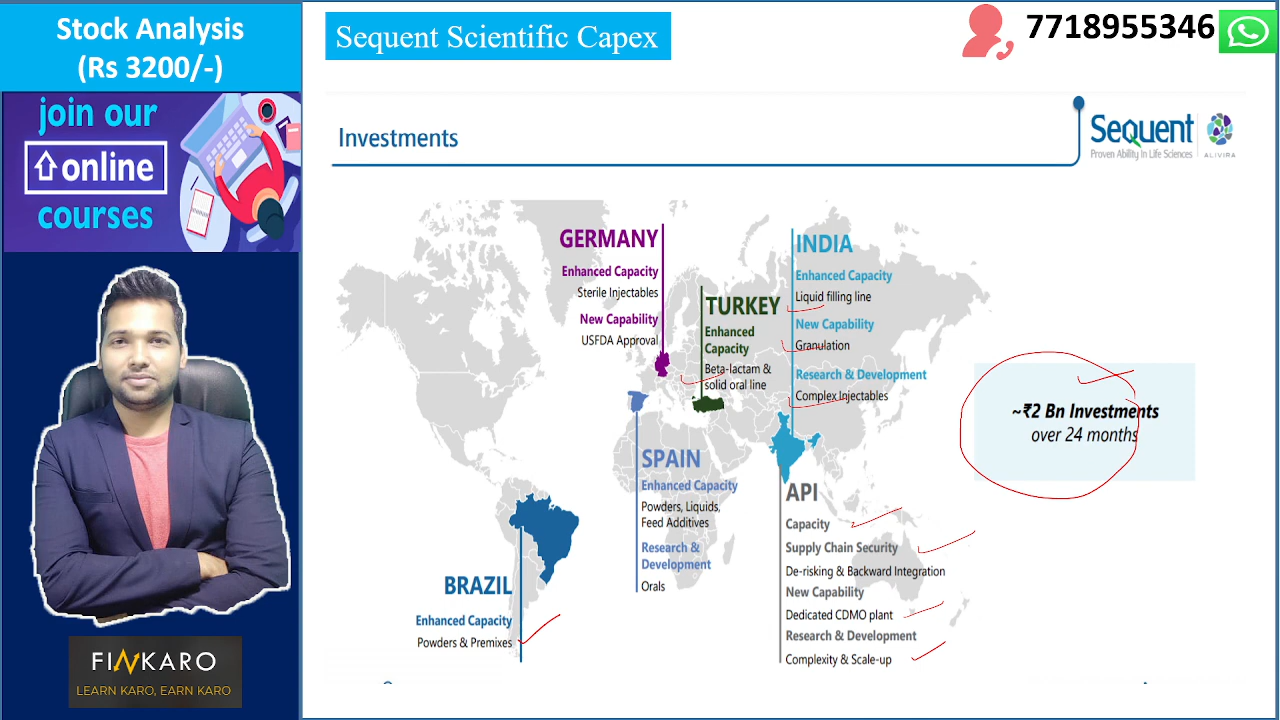 Stock Analysis
(Rs 3200/-)
join our
online
courses
FINKARO
LEARN KARO, EARN KARO
Sequent Scientific Capex
7718955346
Investments
Sequent
Proven Ability in Life Sciences
ALIVIRA
GERMANY
Enhanced Capacity
Sterile Injectables
New Capability
USFDA Approval
TURKEY
Enhanced
Capacity
Beta-lactam &
solid oral line
INDIA
Enhanced Capacity
Liquid filling line
New Capability
Granulation
Research & Development
Complex Injectables
~₹2 Bn Investments
over 24 months
SPAIN
Enhanced Capacity
Powders, Liquids,
Feed Additives
Research &
Development
Orals
API
Capacity
Supply Chain Security
De-risking & Backward Integration
New Capability
Dedicated CDMO plant
Research & Development
Complexity & Scale-up
BRAZIL
Enhanced Capacity
Powders & Premixes